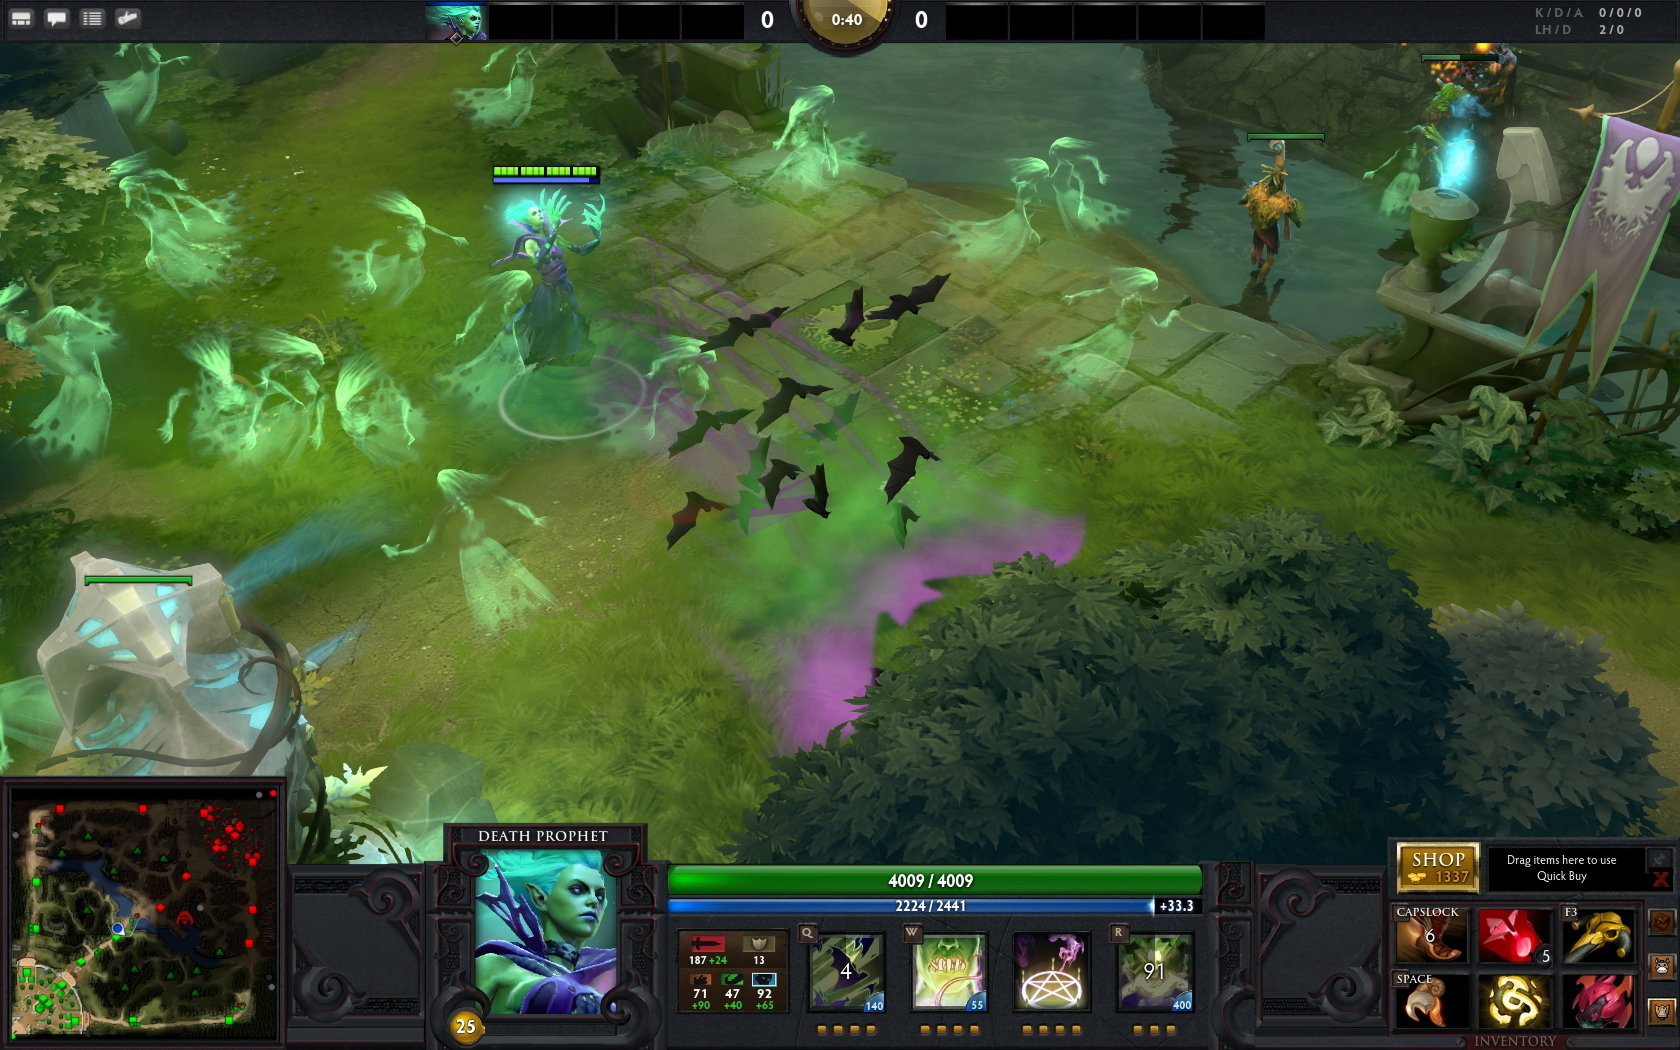 0
0:40
0
K/D/A 0/0/0
LH/D 2/0
DEATH PROPHET
25
4009 / 4009
2224 / 2441
+33.3
187 +24
13
71
47
92
+90
+40
+65
Q
4
140
W
55
R
91
400
SHOP
1337
Drag items here to use
Quick Buy
CAPSLOCK
6
5
F3
SPACE
INVENTORY